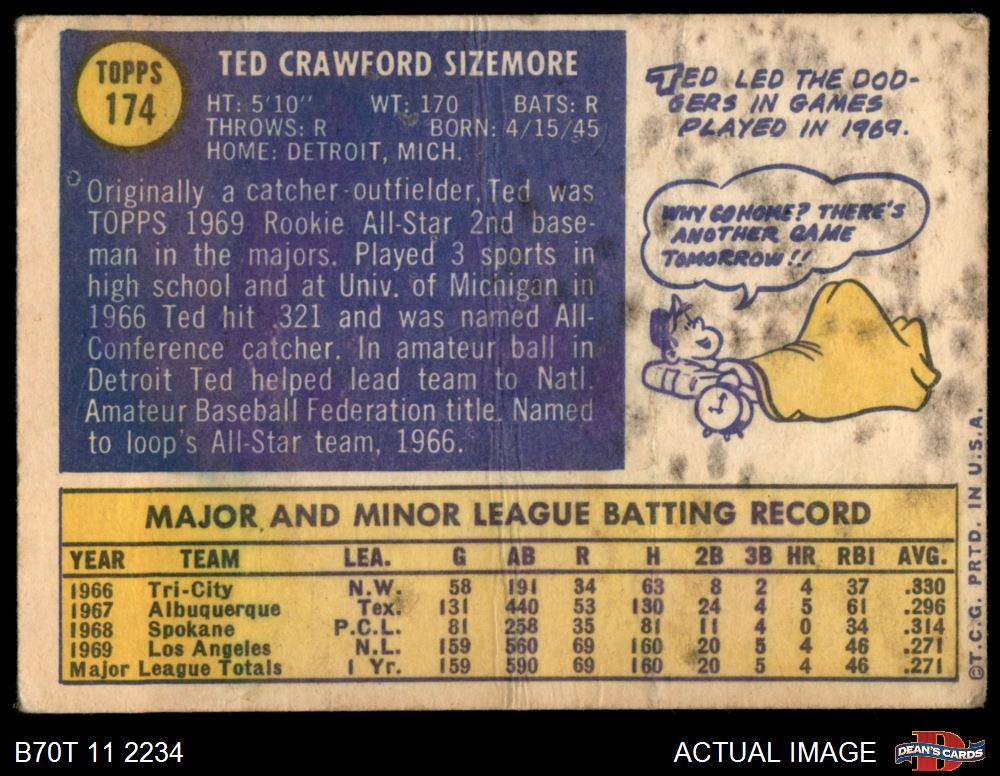 TOPPS
174
TED CRAWFORD SIZEMORE
HT: 5'10" WT: 170 BATS: R
THROWS: R BORN: 4/15/45
HOME: DETROIT, MICH.
Originally a catcher-outfielder, Ted was
TOPPS 1969 Rookie All-Star 2nd base-
man in the majors. Played 3 sports in
high school and at Univ. of Michigan in
1966 Ted hit .321 and was named All-
Conference catcher. In amateur ball in
Detroit Ted helped lead team to Natl.
Amateur Baseball Federation title. Named
to loop's All-Star team, 1966.
TED LED THE DOD-
GERS IN GAMES
PLAYED IN 1969.
WHY GO HOME? THERE'S
ANOTHER GAME
TOMORROW!!
MAJOR AND MINOR LEAGUE BATTING RECORD
YEAR TEAM LEA. G AB R H 2B 3B HR RBI AVG.
1966 Tri-City N.W. 58 191 34 63 8 2 4 37 .330
1967 Albuquerque Tex. 131 440 53 130 24 4 5 61 .296
1968 Spokane P.C.L. 81 258 35 81 11 4 0 34 .314
1969 Los Angeles N.L. 159 560 69 160 20 5 4 46 .271
Major League Totals 1 Yr. 159 590 69 160 20 5 4 46 .271
©T.C.G. PRTD. IN U.S.A.
B70T 11 2234
ACTUAL IMAGE
D
DEAN'S CARDS